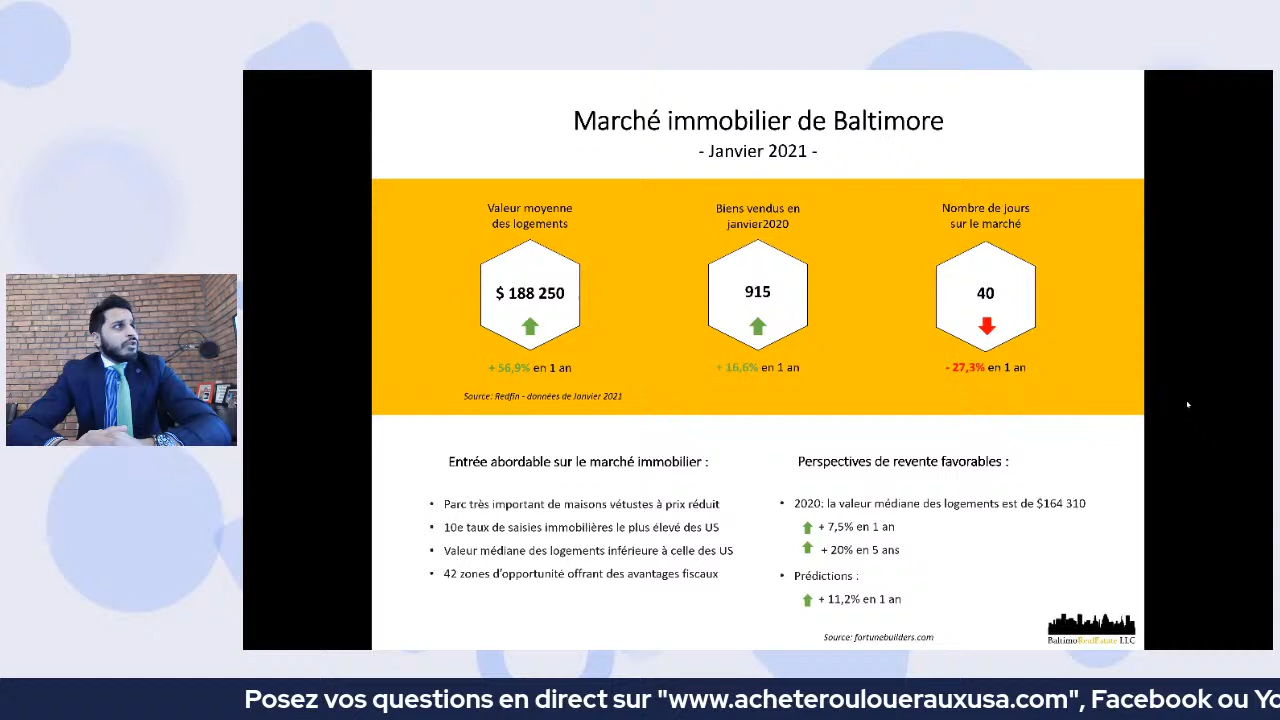 Marché immobilier de Baltimore
- Janvier 2021 -
Valeur moyenne
des logements
$ 188 250
+ 56,9% en 1 an
Biens vendus en
janvier2020
915
+ 16,6% en 1 an
Nombre de jours
sur le marché
40
- 27,3% en 1 an
Source: Redfin - données de Janvier 2021
Entrée abordable sur le marché immobilier :
• Parc très important de maisons vétustes à prix réduit
• 10e taux de saisies immobilières le plus élevé des US
• Valeur médiane des logements inférieure à celle des US
• 42 zones d'opportunité offrant des avantages fiscaux
Perspectives de revente favorables :
• 2020: la valeur médiane des logements est de $164 310
+ 7,5% en 1 an
+ 20% en 5 ans
• Prédictions :
+ 11,2% en 1 an
Source: fortunebuilders.com
BaltimoRealEstate LLC
Posez vos questions en direct sur "www.acheteroulouerauxusa.com", Facebook ou Yo